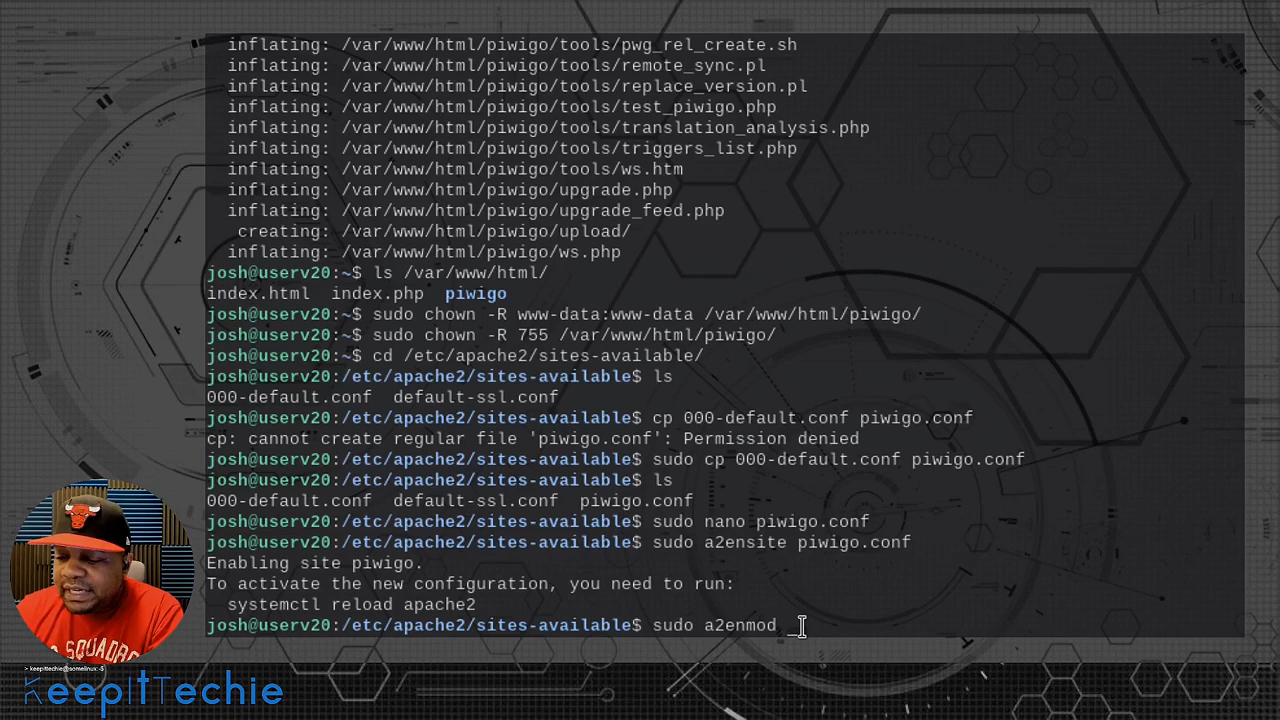 inflating: /var/www/html/piwigo/tools/pwg_rel_create.sh
inflating: /var/www/html/piwigo/tools/remote_sync.pl
inflating: /var/www/html/piwigo/tools/replace_version.pl
inflating: /var/www/html/piwigo/tools/test_piwigo.php
inflating: /var/www/html/piwigo/tools/translation_analysis.php
inflating: /var/www/html/piwigo/tools/triggers_list.php
inflating: /var/www/html/piwigo/tools/ws.htm
inflating: /var/www/html/piwigo/upgrade.php
inflating: /var/www/html/piwigo/upgrade_feed.php
creating: /var/www/html/piwigo/upload/
inflating: /var/www/html/piwigo/ws.php
josh@userv20:~$ ls /var/www/html/
index.html  index.php  piwigo
josh@userv20:~$ sudo chown -R www-data:www-data /var/www/html/piwigo/
josh@userv20:~$ sudo chown -R 755 /var/www/html/piwigo/
josh@userv20:~$ cd /etc/apache2/sites-available/
josh@userv20:/etc/apache2/sites-available$ ls
000-default.conf  default-ssl.conf
josh@userv20:/etc/apache2/sites-available$ cp 000-default.conf piwigo.conf
cp: cannot create regular file 'piwigo.conf': Permission denied
josh@userv20:/etc/apache2/sites-available$ sudo cp 000-default.conf piwigo.conf
josh@userv20:/etc/apache2/sites-available$ ls
000-default.conf  default-ssl.conf  piwigo.conf
josh@userv20:/etc/apache2/sites-available$ sudo nano piwigo.conf
josh@userv20:/etc/apache2/sites-available$ sudo a2ensite piwigo.conf
Enabling site piwigo.
To activate the new configuration, you need to run:
systemctl reload apache2
josh@userv20:/etc/apache2/sites-available$ sudo a2enmod _
> keepittechie@somelinux:-$
KeepItTechie